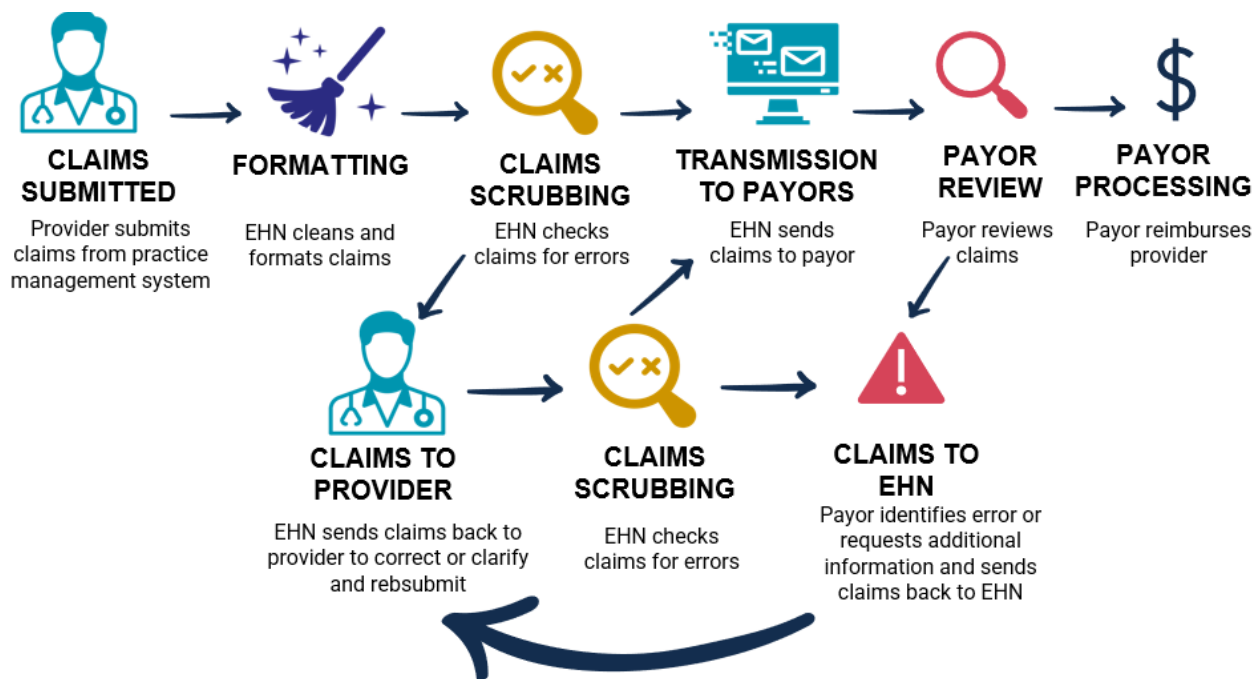 CLAIMS
SUBMITTED
Provider submits
claims from practice
management system
FORMATTING
EHN cleans and
formats claims
CLAIMS
SCRUBBING
EHN checks
claims for errors
TRANSMISSION
TO PAYORS
EHN sends
claims to payor
PAYOR
REVIEW
Payor reviews
claims
$
PAYOR
PROCESSING
Payor reimburses
provider
CLAIMS TO
PROVIDER
EHN sends claims back to
provider to correct or clarify
and rebsubmit
CLAIMS
SCRUBBING
EHN checks
claims for errors
CLAIMS TO
EHN
Payor identifies error or
requests additional
information and sends
claims back to EHN